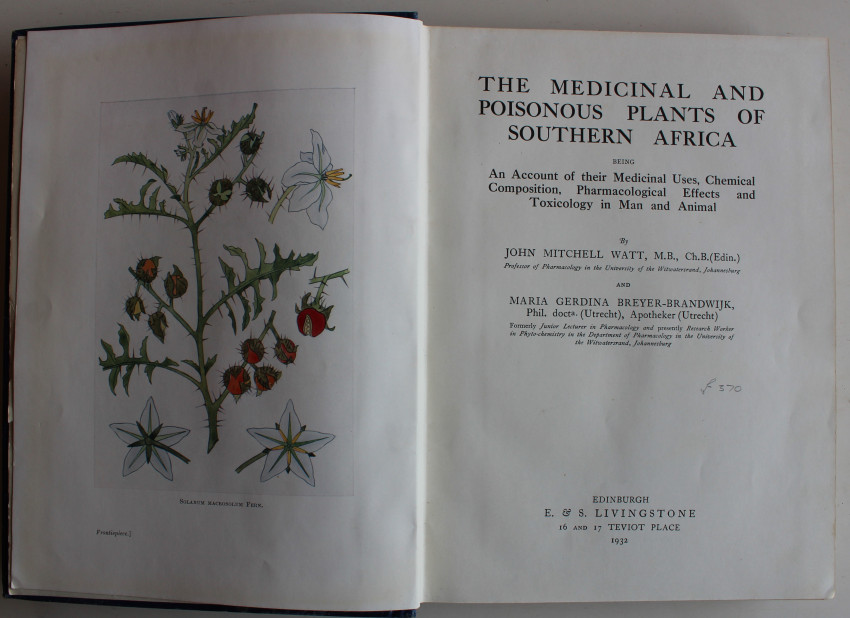 SOLANUM
Frontispiece.]
THE MEDICINAL AND
POISONOUS PLANTS OF
SOUTHERN AFRICA
BEING
An Account of their Medicinal Uses, Chemical
Composition, Pharmacological Effects and
Toxicology in Man and Animal
By
JOHN MITCHELL WATT, M.B., Ch.B.(Edin.)
Professor of Pharmacology in the University of the Witwatersrand, Johannesburg
AND
MARIA GERDINA BREYER-BRANDWIJK,
Phil. docta. (Utrecht), Apotheker (Utrecht)
Formerly Junior Lecturer in Pharmacology and presently Research Worker
in Phyto-chemistry in the Department of Pharmacology in the University of
the Witwatersrand, Johannesburg
370
EDINBURGH
E. & S. LIVINGSTONE
16 AND 17 TEVIOT PLACE
1932